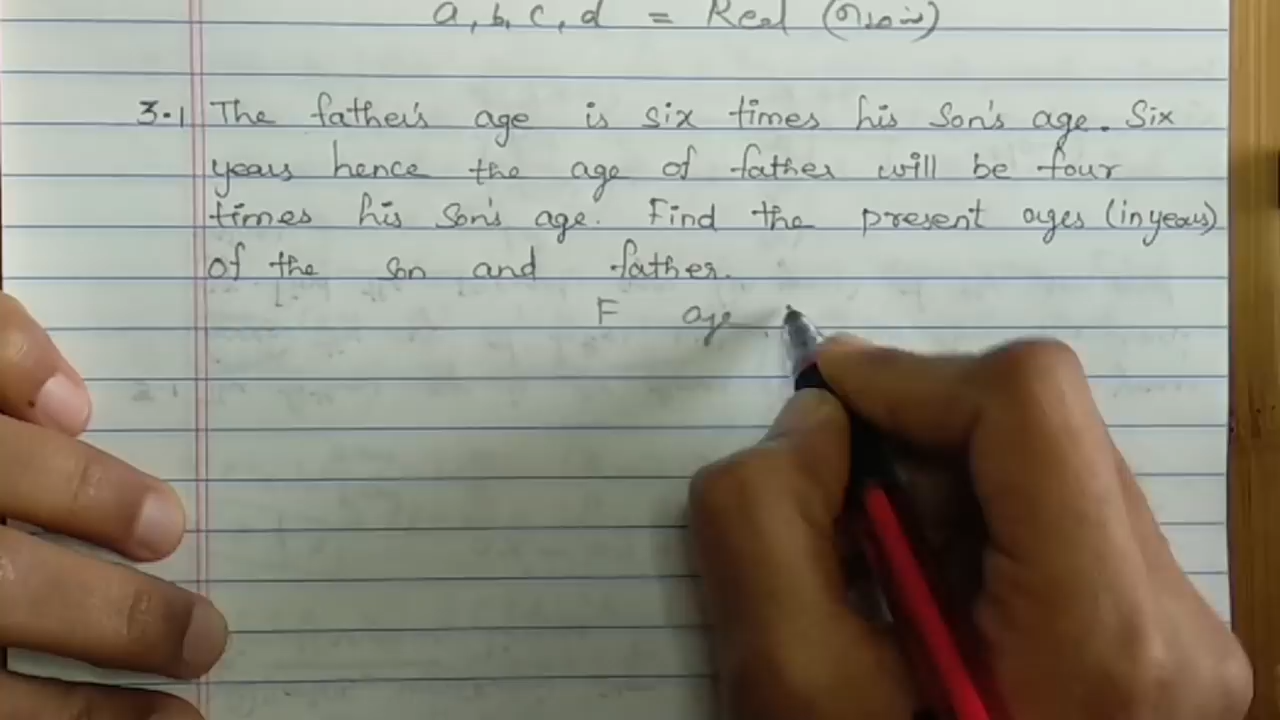 a, b, c, d = Real
3.1 The father's age is six times his Son's age. Six
years hence the age of father will be four
times his Son's age. Find the present ages (in years)
of the son and father.
F age